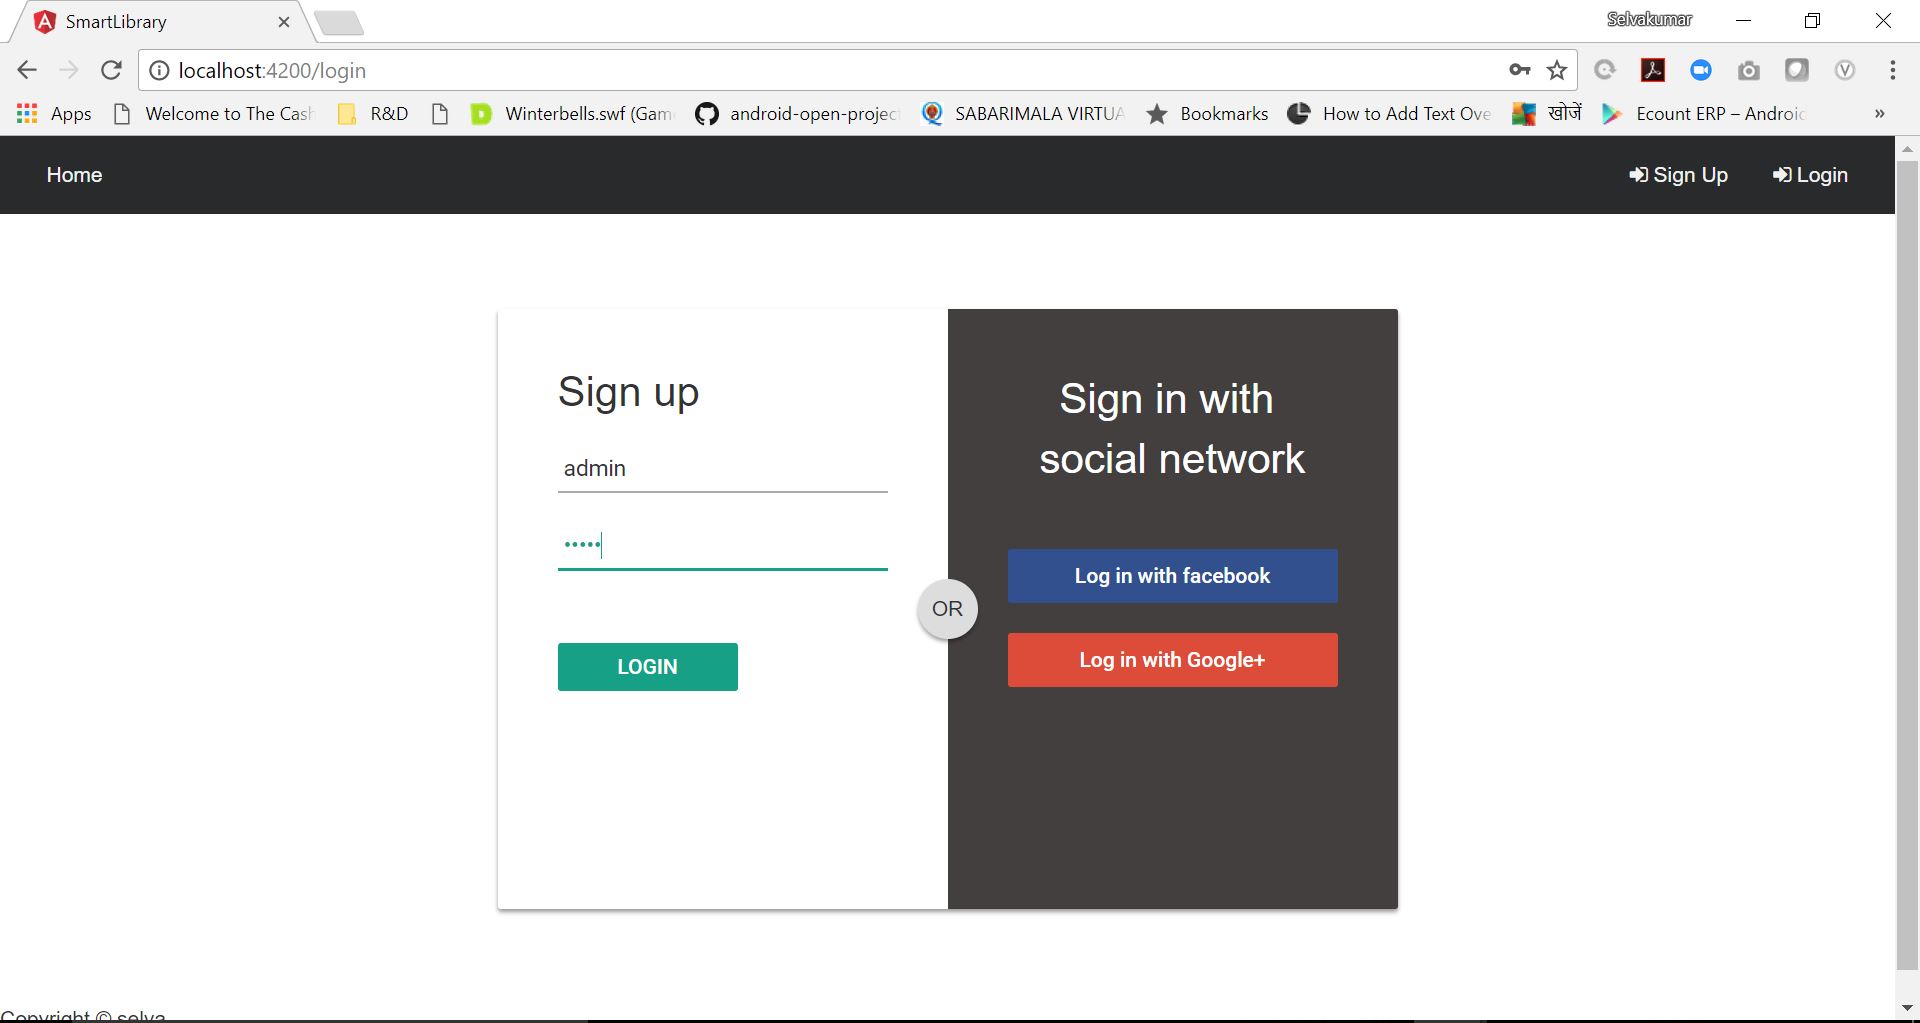 SmartLibrary
Selvakumar
localhost:4200/login
Apps Welcome to The Cash R&D Winterbells.swf (Gam android-open-projec SABARIMALA VIRTUA Bookmarks How to Add Text Ove खोजें Ecount ERP – Androic »
Home Sign Up Login
Sign up
admin
•••••
LOGIN
OR
Sign in with
social network
Log in with facebook
Log in with Google+
Copyright © selva